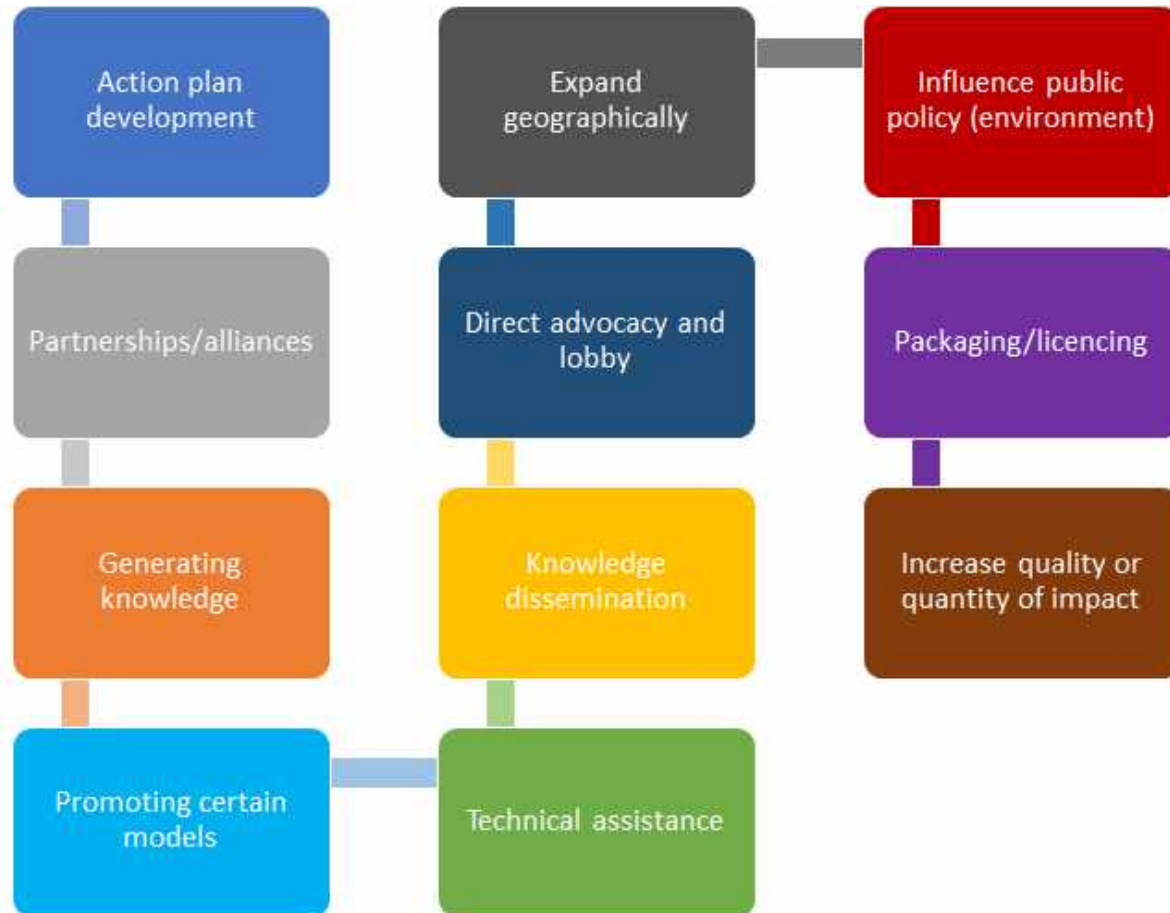 Action plan
development
Partnerships/alliances
Generating
knowledge
Promoting certain
models
Technical assistance
Knowledge
dissemination
Direct advocacy and
lobby
Expand
geographically
Influence public
policy (environment)
Packaging/licencing
Increase quality or
quantity of impact